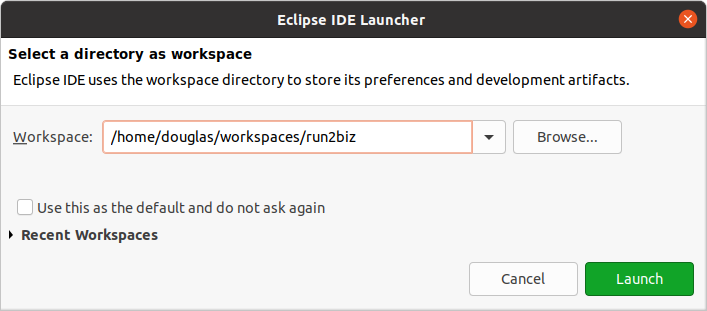 Eclipse IDE Launcher
Select a directory as workspace
Eclipse IDE uses the workspace directory to store its preferences and development artifacts.
Workspace: /home/douglas/workspaces/run2biz Browse...
Use this as the default and do not ask again
Recent Workspaces
Cancel Launch